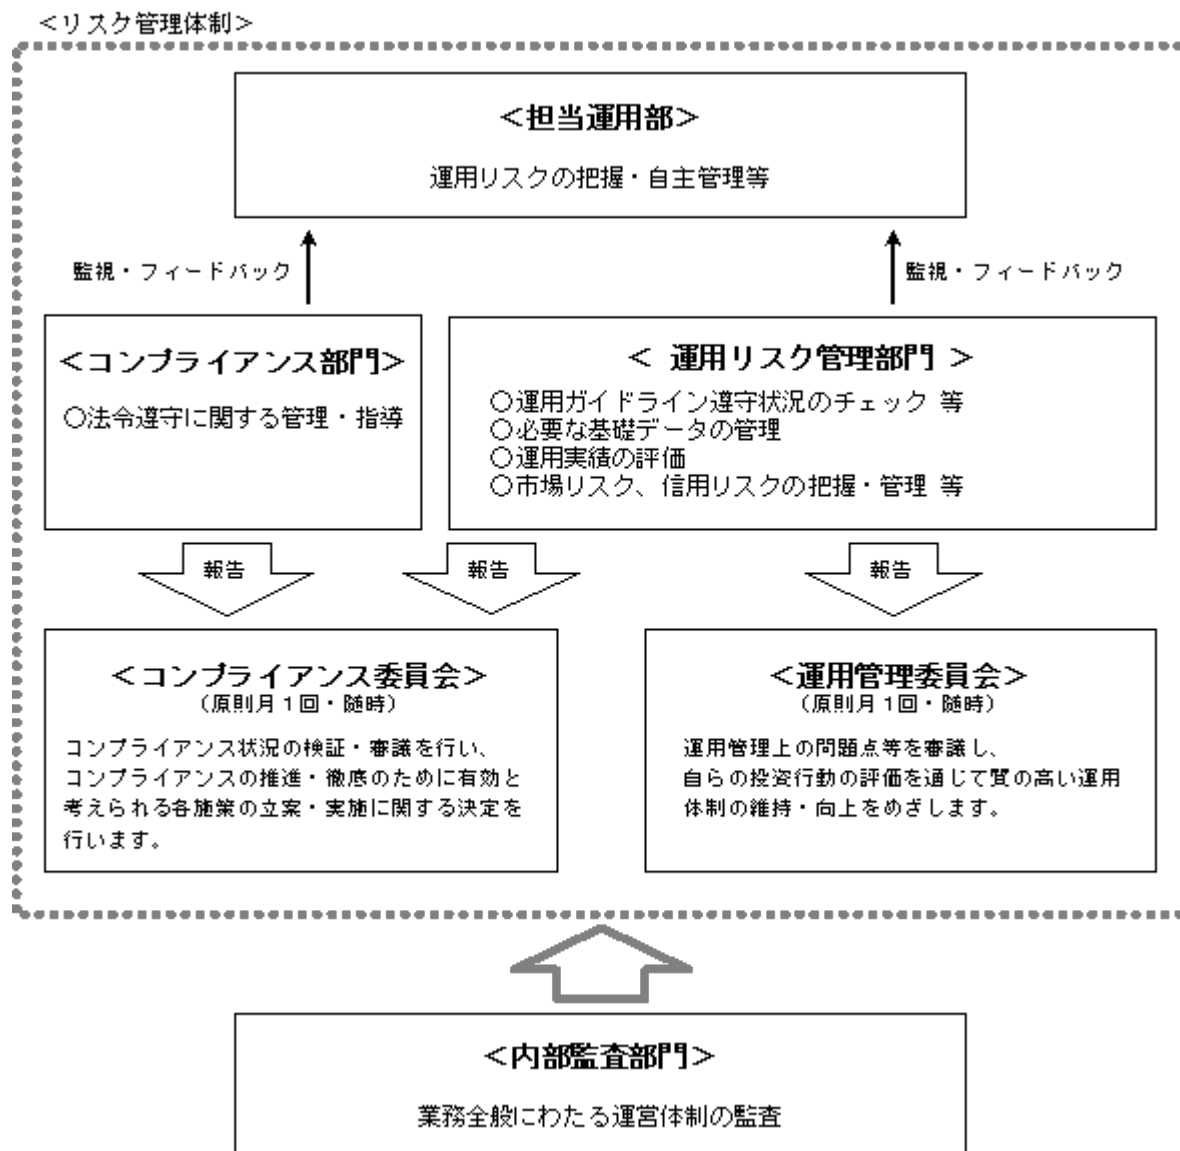 ＜リスク管理体制＞
＜担当運用部＞
運用リスクの把握・自主管理等
監視・フィードバック
監視・フィードバック
＜コンプライアンス部門＞
○法令遵守に関する管理・指導
＜ 運用リスク管理部門 ＞
○運用ガイドライン遵守状況のチェック 等
○必要な基礎データの管理
○運用実績の評価
○市場リスク、信用リスクの把握・管理 等
報告
報告
報告
＜コンプライアンス委員会＞
（原則月１回・随時）
コンプライアンス状況の検証・審議を行い、
コンプライアンスの推進・徹底のために有効と
考えられる各施策の立案・実施に関する決定を
行います。
＜運用管理委員会＞
（原則月１回・随時）
運用管理上の問題点等を審議し、
自らの投資行動の評価を通じて質の高い運用
体制の維持・向上をめざします。
＜内部監査部門＞
業務全般にわたる運営体制の監査